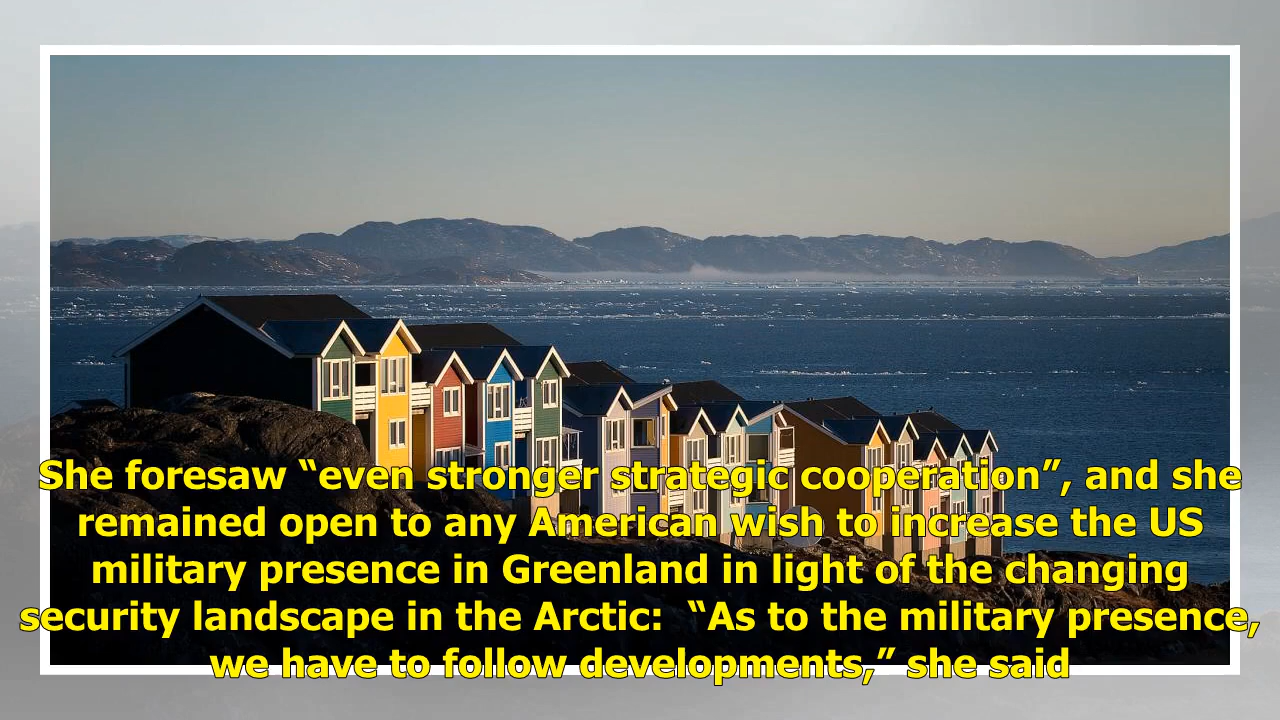 She foresaw “even stronger strategic cooperation”, and she
remained open to any American wish to increase the US
military presence in Greenland in light of the changing
security landscape in the Arctic:  “As to the military presence,
we have to follow developments,” she said